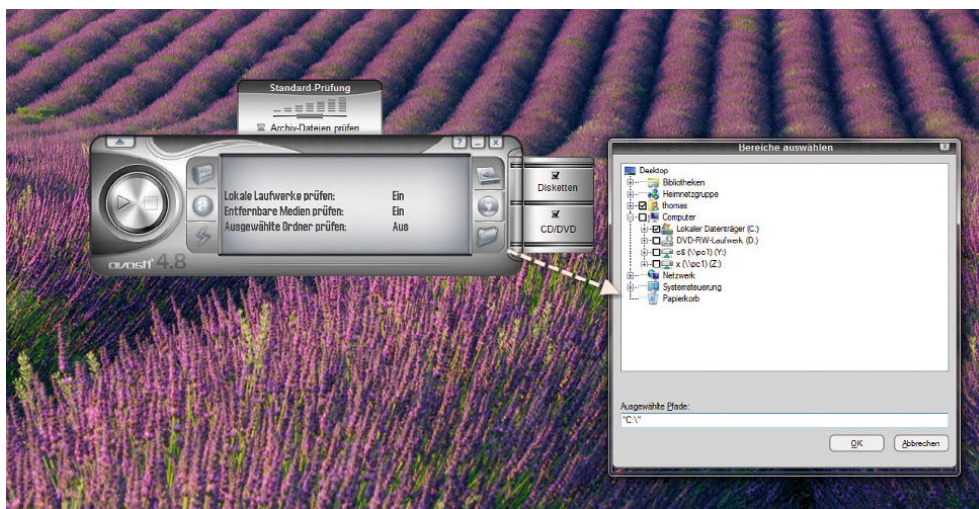 Standard-Prüfung
Archiv-Dateien prüfen
? _ x
Lokale Laufwerke prüfen: Ein
Entfernbare Medien prüfen: Ein
Ausgewählte Ordner prüfen: Aus
Disketten
CD/DVD
avast! 4.8
Bereiche auswählen
Desktop
Bibliotheken
Heimnetzgruppe
thomas
Computer
Lokaler Datenträger (C:)
DVD-RW-Laufwerk (D:)
c$ (\\pc1) (Y:)
x (\\pc1) (Z:)
Netzwerk
Systemsteuerung
Papierkorb
Ausgewählte Pfade:
"C:\"
OK Abbrechen